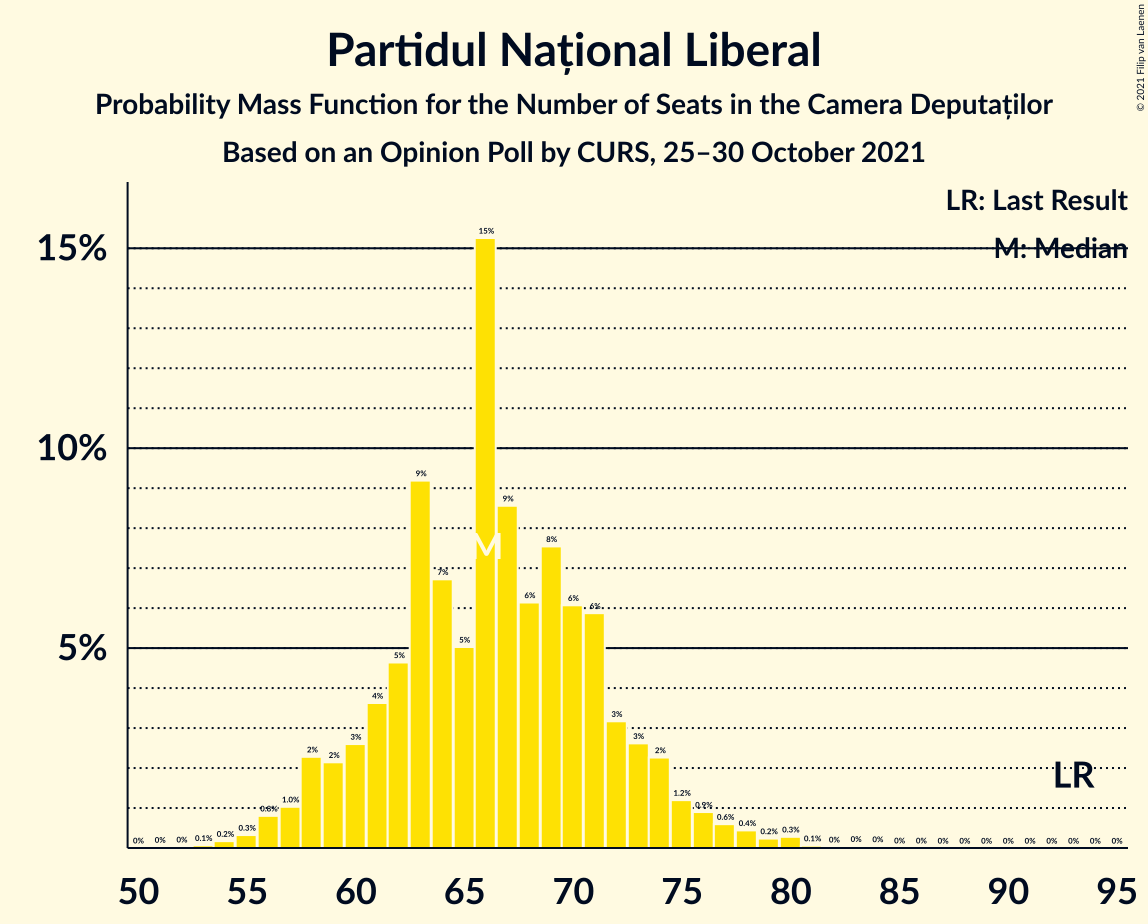 Partidul Național Liberal
Probability Mass Function for the Number of Seats in the Camera Deputaților
Based on an Opinion Poll by CURS, 25–30 October 2021
© 2021 Filip van Laenen
LR: Last Result
M: Median
15%
10%
5%
0% 0% 0% 0.1% 0.2% 0.3% 0.8% 1.0% 2% 2% 3% 4% 5% 9% 7% 5% 15% 9% 6% 8% 6% 6% 3% 3% 2% 1.2% 0.9% 0.6% 0.4% 0.2% 0.3% 0.1% 0% 0% 0% 0% 0% 0% 0% 0% 0% 0% 0% 0% 0% 0%
M
LR
50 55 60 65 70 75 80 85 90 95